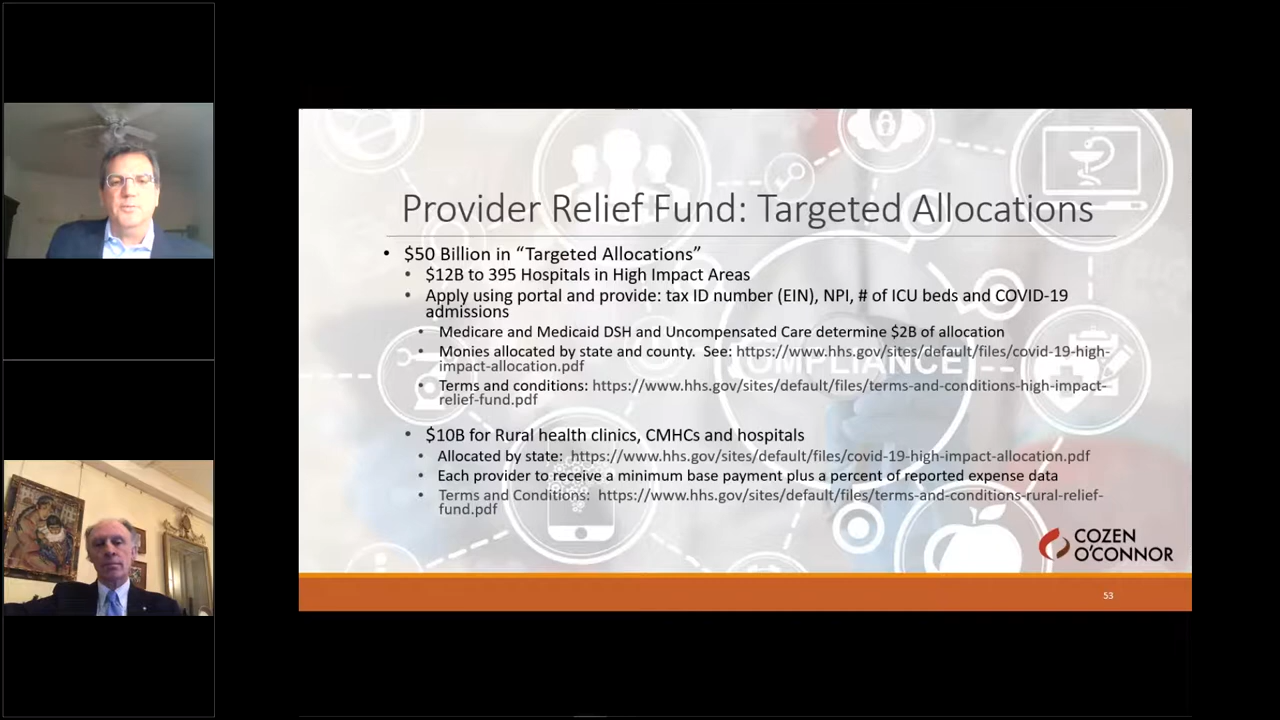 Provider Relief Fund: Targeted Allocations
• $50 Billion in “Targeted Allocations”
• $12B to 395 Hospitals in High Impact Areas
• Apply using portal and provide: tax ID number (EIN), NPI, # of ICU beds and COVID-19
admissions
• Medicare and Medicaid DSH and Uncompensated Care determine $2B of allocation
• Monies allocated by state and county.  See: https://www.hhs.gov/sites/default/files/covid-19-high-
impact-allocation.pdf
COMPLIANCE
• Terms and conditions: https://www.hhs.gov/sites/default/files/terms-and-conditions-high-impact-
relief-fund.pdf
• $10B for Rural health clinics, CMHCs and hospitals
• Allocated by state:  https://www.hhs.gov/sites/default/files/covid-19-high-impact-allocation.pdf
• Each provider to receive a minimum base payment plus a percent of reported expense data
• Terms and Conditions:  https://www.hhs.gov/sites/default/files/terms-and-conditions-rural-relief-
fund.pdf
COZEN
O'CONNOR
53